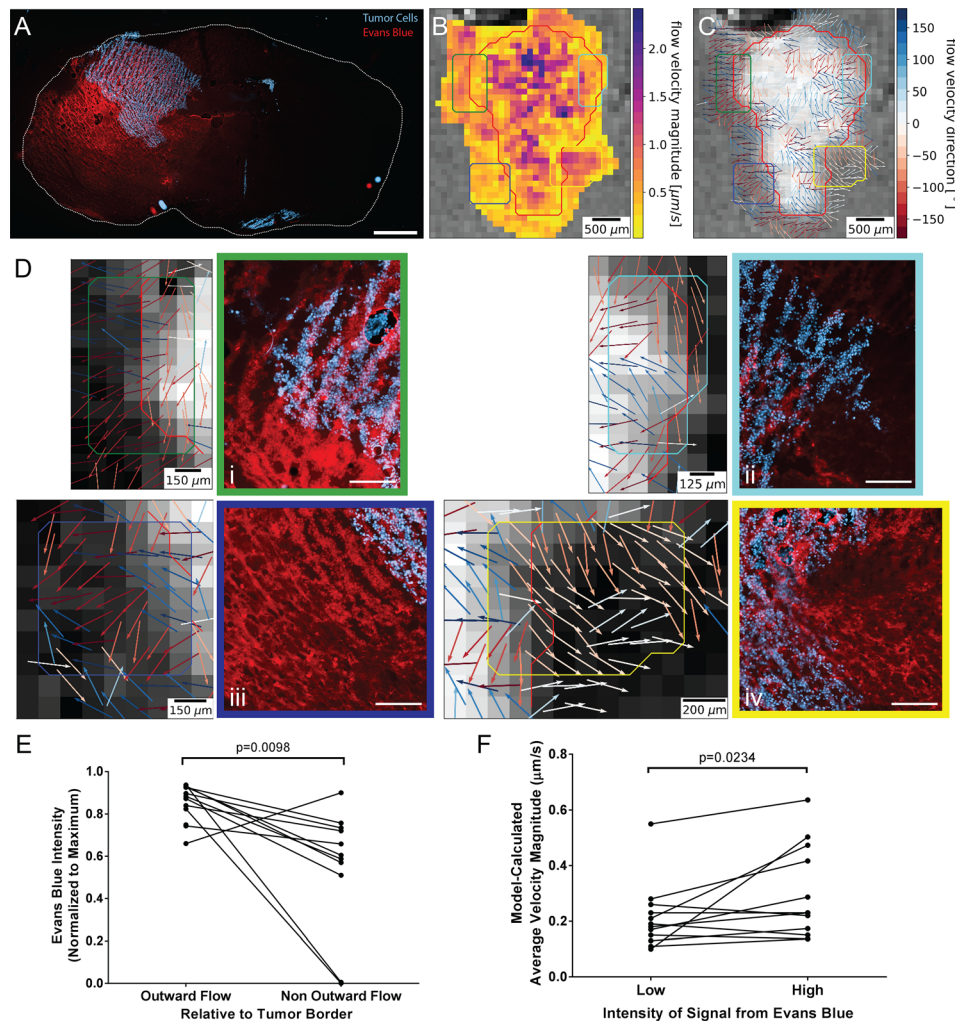 A
Tumor Cells
Evans Blue
B
2.0
1.5
1.0
0.5
flow velocity magnitude [μm/s]
500 μm
C
150
100
50
0
−50
−100
−150
flow velocity direction [°]
500 μm
D
150 μm
i
125 μm
ii
150 μm
iii
200 μm
iv
E
p=0.0098
1.0
0.8
0.6
0.4
0.2
0.0
Evans Blue Intensity
(Normalized to Maximum)
Outward Flow
Non Outward Flow
Relative to Tumor Border
F
p=0.0234
0.8
0.6
0.4
0.2
0.0
Model-Calculated
Average Velocity Magnitude (μm/s)
Low
High
Intensity of Signal from Evans Blue